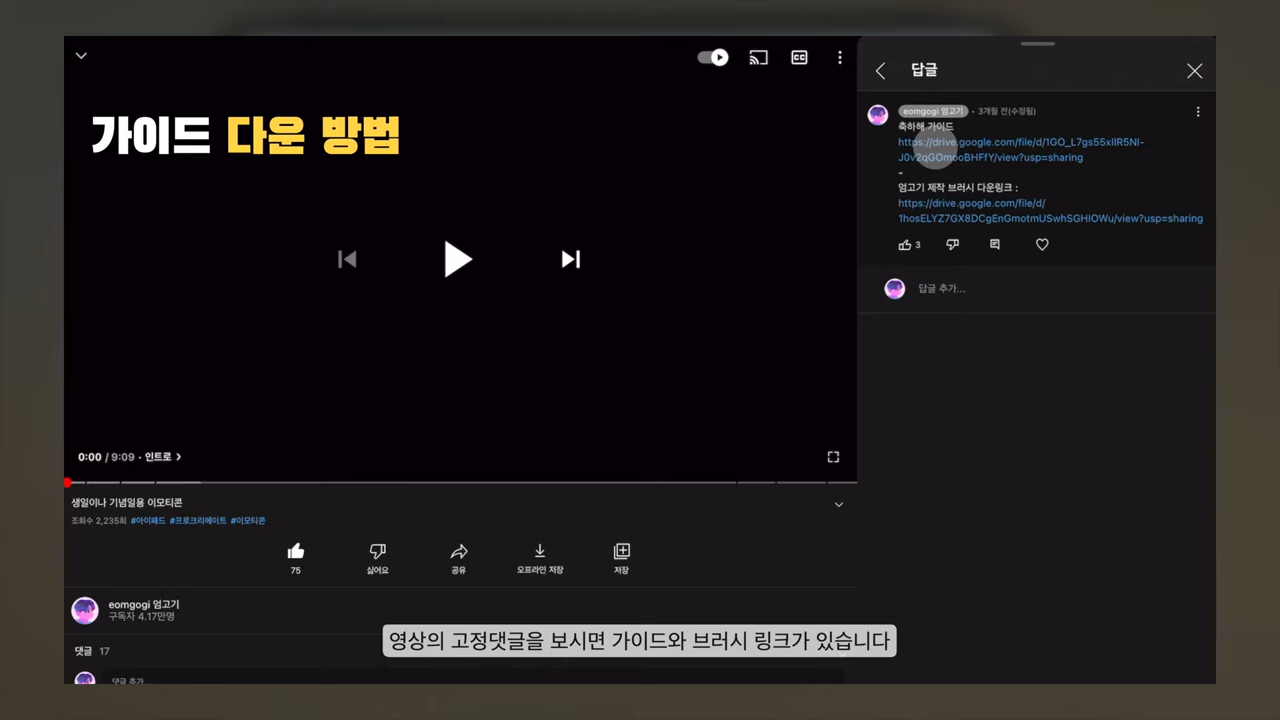 가이드 다운 방법
0:00 / 9:09 · 인트로 >
생일이나 기념일용 이모티콘
조회수 2,235회 #아이패드 #프로크리에이트 #이모티콘
75
싫어요
공유
오프라인 저장
저장
eomgogi 엄고기
구독자 4.17만명
댓글 17
댓글 추가...
답글
eomgogi 엄고기 · 3개월 전(수정됨)
축하해 가이드
https://drive.google.com/file/d/1GO_L7gs55xIIR5NI-
J0v2qGOmooBHFfY/view?usp=sharing
-
엄고기 제작 브러시 다운링크 :
https://drive.google.com/file/d/
1hosELYZ7GX8DCgEnGmotmUSwhSGHIOWu/view?usp=sharing
3
답글 추가...
영상의 고정댓글을 보시면 가이드와 브러시 링크가 있습니다